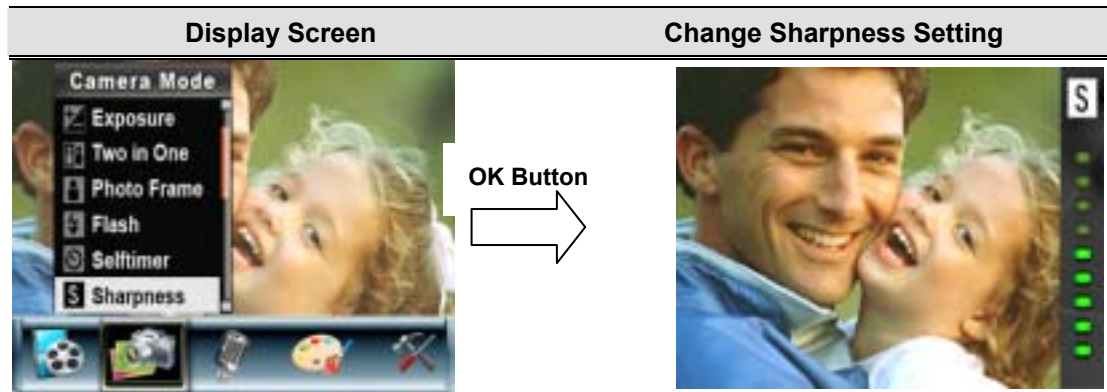 Display Screen
Change Sharpness Setting
Camera Mode
Exposure
Two in One
Photo Frame
Flash
Selftimer
S Sharpness
OK Button
S